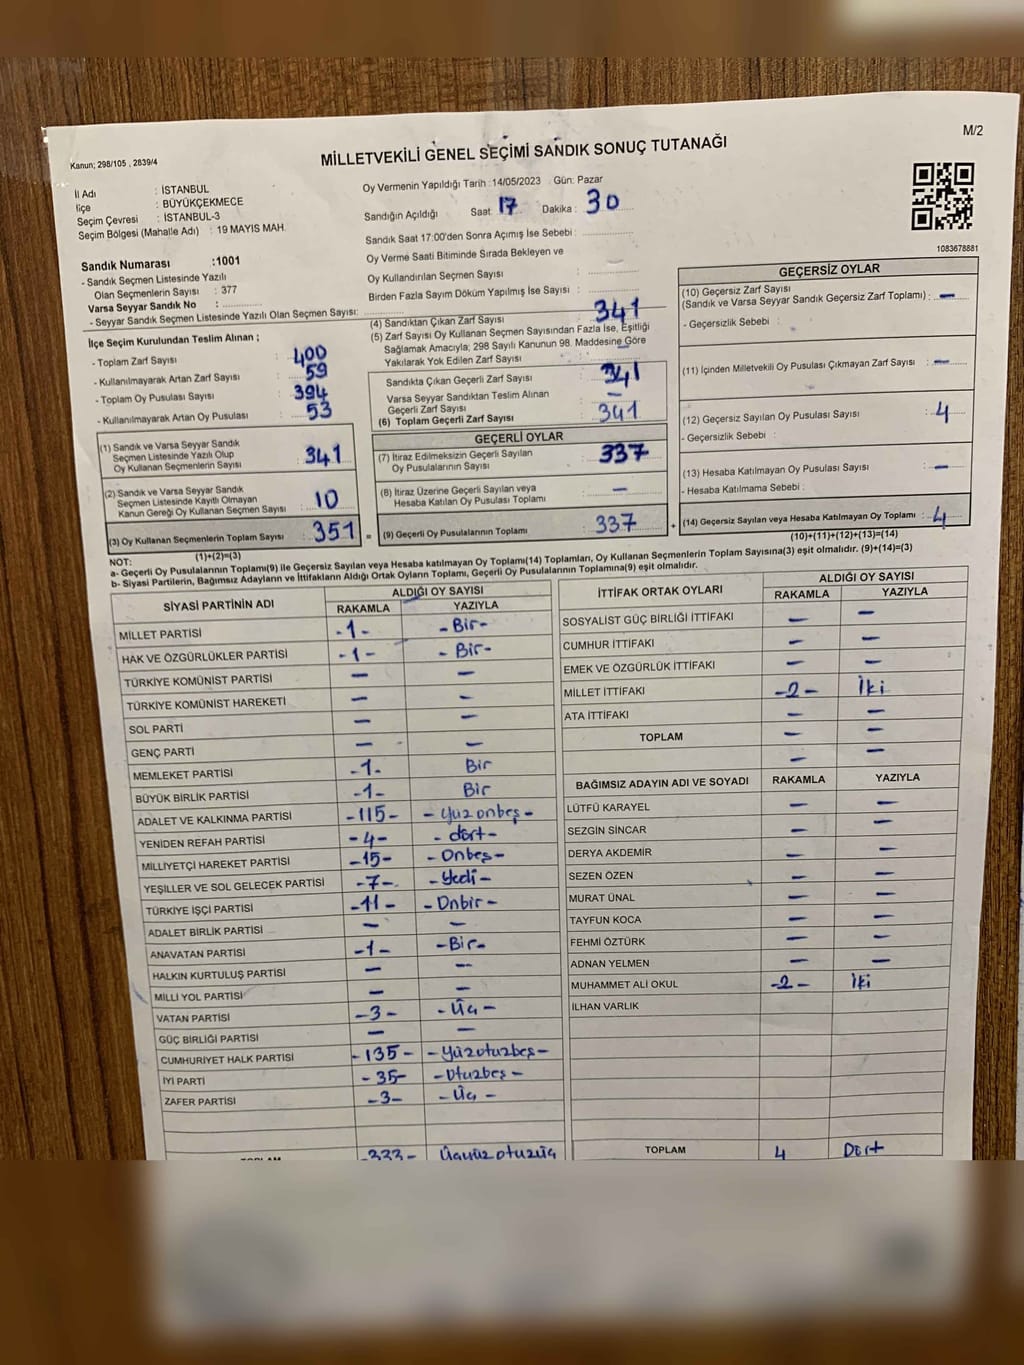 M/2
Kanun; 298/105 , 2839/4
MİLLETVEKİLİ GENEL SEÇİMİ SANDIK SONUÇ TUTANAĞI
İl Adı : İSTANBUL
İlçe : BÜYÜKÇEKMECE
Seçim Çevresi : İSTANBUL-3
Seçim Bölgesi (Mahalle Adı) : 19 MAYIS MAH.
Oy Vermenin Yapıldığı Tarih :14/05/2023 Gün: Pazar
Sandığın Açıldığı Saat: 17 Dakika : 30
Sandık Saat 17:00'den Sonra Açımış İse Sebebi :
Oy Verme Saati Bitiminde Sırada Bekleyen ve
Oy Kullandırılan Seçmen Sayısı :
Birden Fazla Sayım Döküm Yapılmış İse Sayısı :
1083678881
Sandık Numarası :1001
- Sandık Seçmen Listesinde Yazılı
Olan Seçmenlerin Sayısı : 377
Varsa Seyyar Sandık No :
- Seyyar Sandık Seçmen Listesinde Yazılı Olan Seçmen Sayısı:
İlçe Seçim Kurulundan Teslim Alınan ;
- Toplam Zarf Sayısı : 400
- Kullanılmayarak Artan Zarf Sayısı : 59
- Toplam Oy Pusulası Sayısı : 394
- Kullanılmayarak Artan Oy Pusulası : 53
(1) Sandık ve Varsa Seyyar Sandık
Seçmen Listesinde Yazılı Olup
Oy Kullanan Seçmenlerin Sayısı : 341
(2) Sandık ve Varsa Seyyar Sandık
Seçmen Listesinde Kayıtlı Olmayan
Kanun Gereği Oy Kullanan Seçmen Sayısı : 10
(3) Oy Kullanan Seçmenlerin Toplam Sayısı : 351
(1)+(2)=(3)
(4) Sandıktan Çıkan Zarf Sayısı : 341
(5) Zarf Sayısı Oy Kullanan Seçmen Sayısından Fazla İse, Eşitliği
Sağlamak Amacıyla; 298 Sayılı Kanunun 98. Maddesine Göre
Yakılarak Yok Edilen Zarf Sayısı :
Sandıkta Çıkan Geçerli Zarf Sayısı : 341
Varsa Seyyar Sandıktan Teslim Alınan
Geçerli Zarf Sayısı : —
(6) Toplam Geçerli Zarf Sayısı : 341
GEÇERLİ OYLAR
(7) İtiraz Edilmeksizin Geçerli Sayılan
Oy Pusulalarının Sayısı : 337
(8) İtiraz Üzerine Geçerli Sayılan veya
Hesaba Katılan Oy Pusulası Toplamı : —
= (9) Geçerli Oy Pusulalarının Toplamı : 337
GEÇERSİZ OYLAR
(10) Geçersiz Zarf Sayısı
(Sandık ve Varsa Seyyar Sandık Geçersiz Zarf Toplamı) : —
- Geçersizlik Sebebi :
(11) İçinden Milletvekili Oy Pusulası Çıkmayan Zarf Sayısı : —
(12) Geçersiz Sayılan Oy Pusulası Sayısı : 4
- Geçersizlik Sebebi :
(13) Hesaba Katılmayan Oy Pusulası Sayısı : —
- Hesaba Katılmama Sebebi :
+ (14) Geçersiz Sayılan veya Hesaba Katılmayan Oy Toplamı : 4
(10)+(11)+(12)+(13)=(14)
NOT:
a- Geçerli Oy Pusulalarının Toplamı(9) ile Geçersiz Sayılan veya Hesaba katılmayan Oy Toplamı(14) Toplamları, Oy Kullanan Seçmenlerin Toplam Sayısına(3) eşit olmalıdır. (9)+(14)=(3)
b- Siyasi Partilerin, Bağımsız Adayların ve İttifakların Aldığı Ortak Oyların Toplamı, Geçerli Oy Pusulalarının Toplamına(9) eşit olmalıdır.
SİYASİ PARTİNİN ADI ALDIĞI OY SAYISI
RAKAMLA YAZIYLA
MİLLET PARTİSİ -1- -Bir-
HAK VE ÖZGÜRLÜKLER PARTİSİ -1- -Bir-
TÜRKİYE KOMÜNİST PARTİSİ — —
TÜRKİYE KOMÜNİST HAREKETİ — —
SOL PARTİ — —
GENÇ PARTİ — —
MEMLEKET PARTİSİ -1- Bir
BÜYÜK BİRLİK PARTİSİ -1- Bir
ADALET VE KALKINMA PARTİSİ -115- -Yüzonbeş-
YENİDEN REFAH PARTİSİ -4- -dört-
MİLLİYETÇİ HAREKET PARTİSİ -15- -Onbeş-
YEŞİLLER VE SOL GELECEK PARTİSİ -7- -Yedi-
TÜRKİYE İŞÇİ PARTİSİ -11- -Onbir-
ADALET BİRLİK PARTİSİ — —
ANAVATAN PARTİSİ -1- -Bir-
HALKIN KURTULUŞ PARTİSİ — —
MİLLİ YOL PARTİSİ — —
VATAN PARTİSİ -3- -Üç-
GÜÇ BİRLİĞİ PARTİSİ — —
CUMHURİYET HALK PARTİSİ -135- -Yüzotuzbeş-
İYİ PARTİ -35- -Otuzbeş-
ZAFER PARTİSİ -3- -Üç-
TOPLAM -333- Üçyüzotuzüç
İTTİFAK ORTAK OYLARI ALDIĞI OY SAYISI
RAKAMLA YAZIYLA
SOSYALİST GÜÇ BİRLİĞİ İTTİFAKI — —
CUMHUR İTTİFAKI — —
EMEK VE ÖZGÜRLÜK İTTİFAKI — —
MİLLET İTTİFAKI -2- İki
ATA İTTİFAKI — —
TOPLAM — —
BAĞIMSIZ ADAYIN ADI VE SOYADI RAKAMLA YAZIYLA
LÜTFÜ KARAYEL — —
SEZGİN SİNCAR — —
DERYA AKDEMİR — —
SEZEN ÖZEN — —
MURAT ÜNAL — —
TAYFUN KOCA — —
FEHMİ ÖZTÜRK — —
ADNAN YELMEN — —
MUHAMMET ALİ OKUL -2- İki
İLHAN VARLIK
TOPLAM 4 Dört